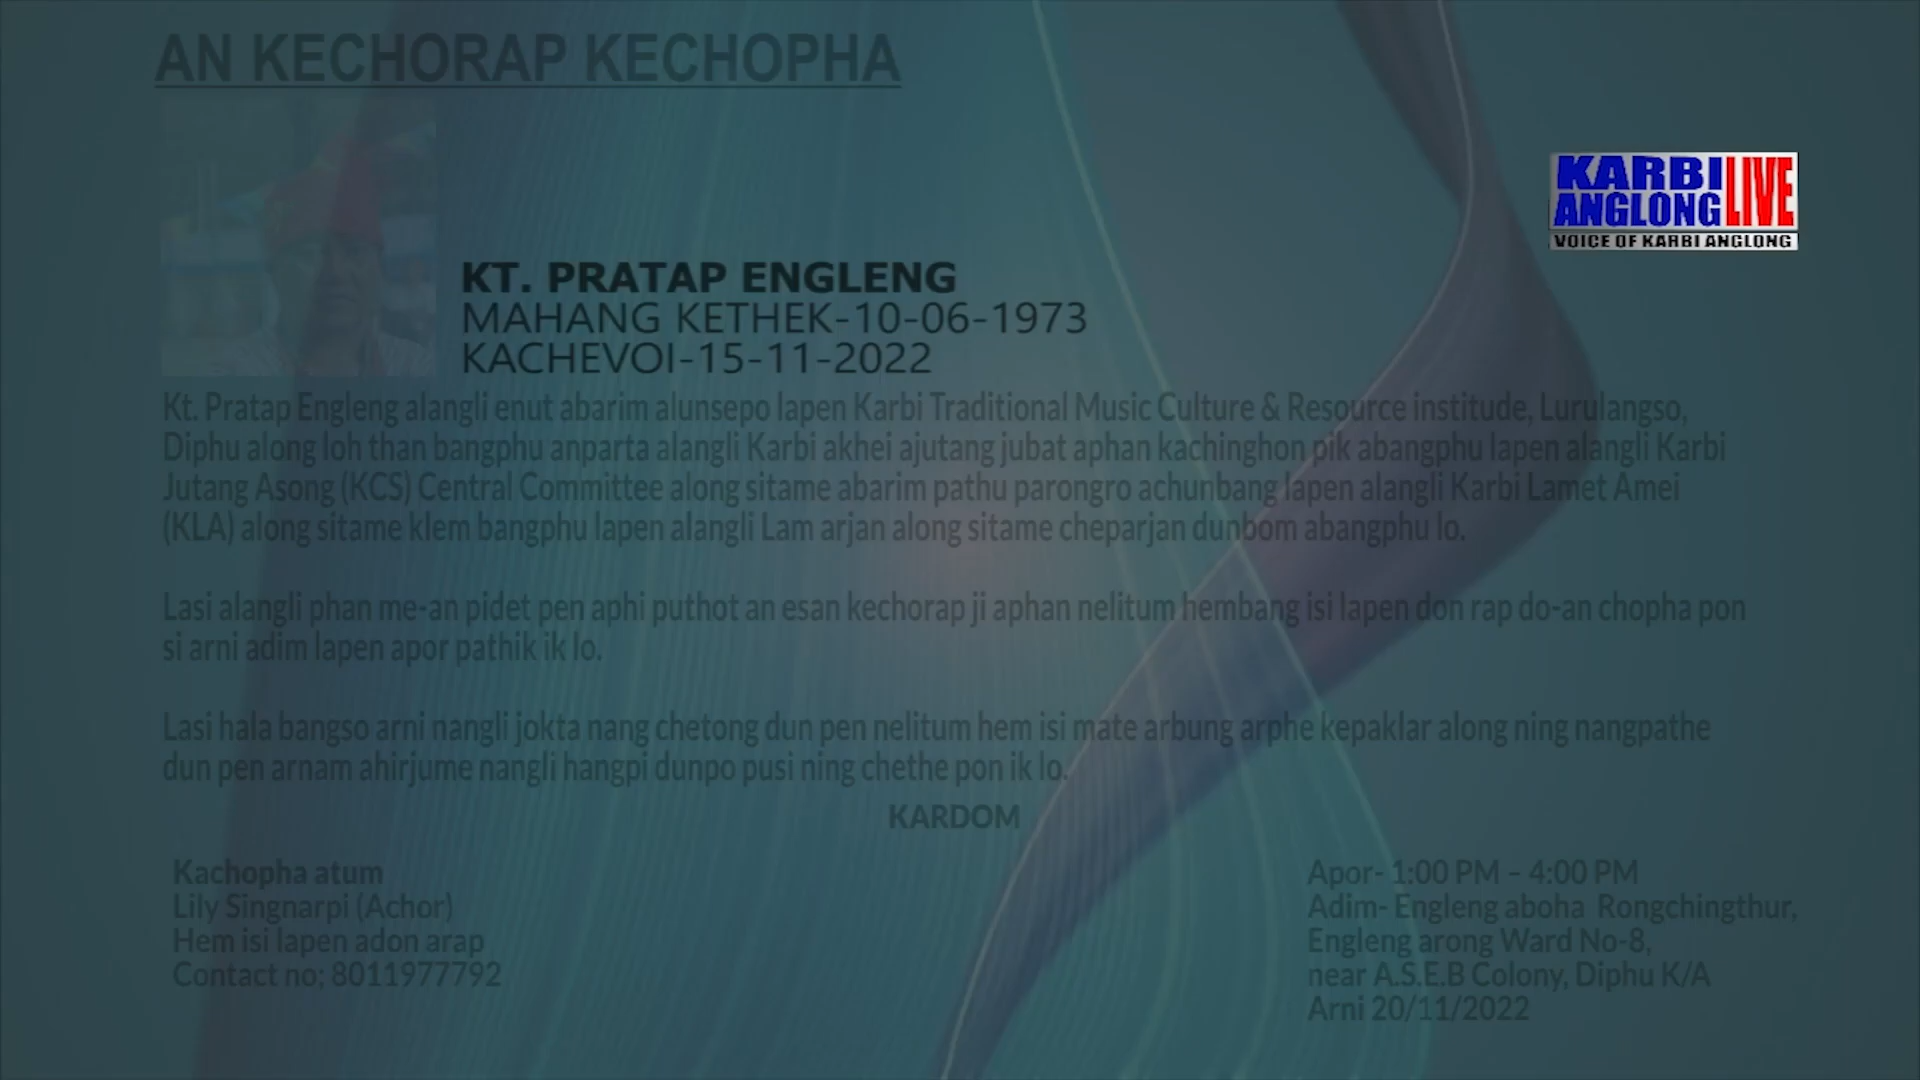 AN KECHORAP KECHOPHA
KARBI ANGLONG LIVE
VOICE OF KARBI ANGLONG
KT. PRATAP ENGLENG
MAHANG KETHEK-10-06-1973
KACHEVOI-15-11-2022
Kt. Pratap Engleng alangli enut abarim alunsepo lapen Karbi Traditional Music Culture & Resource institude, Lurulangso,
Diphu along loh than bangphu anparta alangli Karbi akhei ajutang jubat aphan kachinghon pik abangphu lapen alangli Karbi
Jutang Asong (KCS) Central Committee along sitame abarim pathu parongro achunbang lapen alangli Karbi Lamet Amei
(KLA) along sitame klem bangphu lapen alangli Lam arjan along sitame cheparjan dunbom abangphu lo.
Lasi alangli phan me-an pidet pen aphi puthot an esan kechorap ji aphan nelitum hembang isi lapen don rap do-an chopha pon
si arni adim lapen apor pathik ik lo.
Lasi hala bangso arni nangli jokta nang chetong dun pen nelitum hem isi mate arbung arphe kepaklar along ning nangpathe
dun pen arnam ahirjume nangli hangpi dunpo pusi ning chethe pon ik lo.
KARDOM
Kachopha atum
Lily Singnarpi (Achor)
Hem isi lapen adon arap
Contact no; 8011977792
Apor- 1:00 PM – 4:00 PM
Adim- Engleng aboha Rongchingthur,
Engleng arong Ward No-8,
near A.S.E.B Colony, Diphu K/A
Arni 20/11/2022